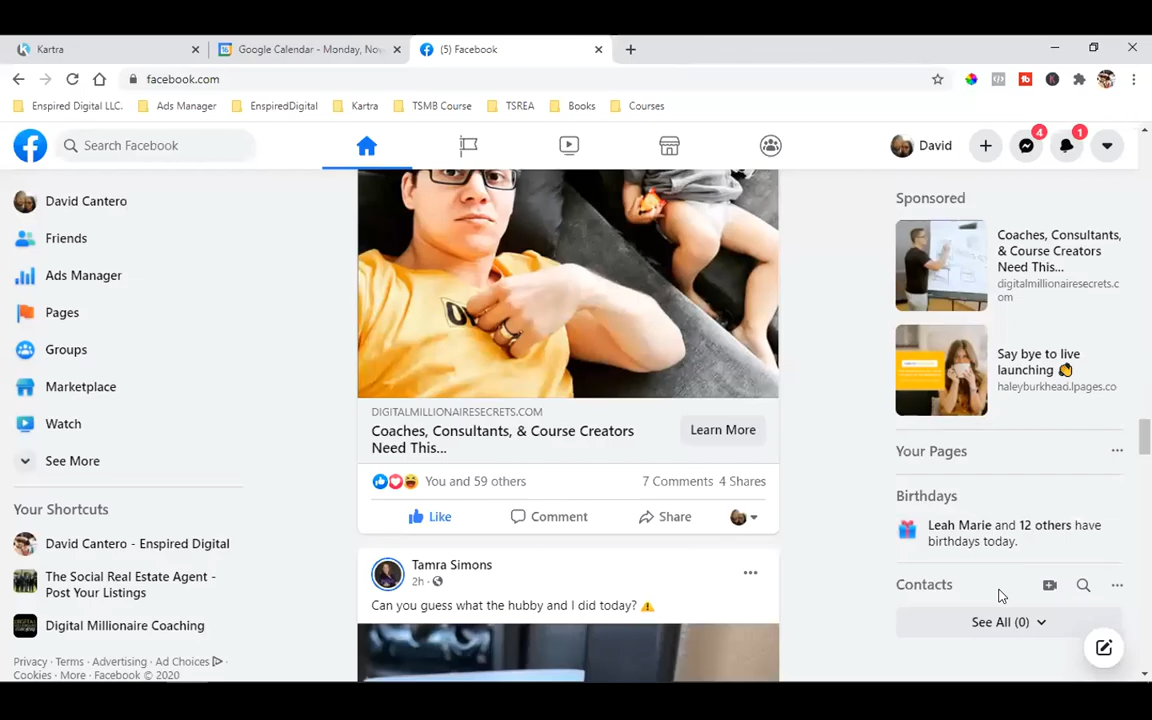 Kartra
Google Calendar - Monday, Nov
(5) Facebook
facebook.com
Enspired Digital LLC.
Ads Manager
EnspiredDigital
Kartra
TSMB Course
TSREA
Books
Courses
Search Facebook
David
4
1
David Cantero
Friends
Ads Manager
Pages
Groups
Marketplace
Watch
See More
Your Shortcuts
David Cantero - Enspired Digital
The Social Real Estate Agent -
Post Your Listings
Digital Millionaire Coaching
Privacy · Terms · Advertising · Ad Choices ·
Cookies · More · Facebook © 2020
DIGITALMILLIONAIRESECRETS.COM
Coaches, Consultants, & Course Creators
Need This...
Learn More
You and 59 others
7 Comments 4 Shares
Like
Comment
Share
Tamra Simons
2h ·
Can you guess what the hubby and I did today? ⚠️
Sponsored
Coaches, Consultants,
& Course Creators
Need This...
digitalmillionairesecrets.c
om
Say bye to live
launching 👏
haleyburkhead.lpages.co
Your Pages
Birthdays
Leah Marie and 12 others have
birthdays today.
Contacts
See All (0)